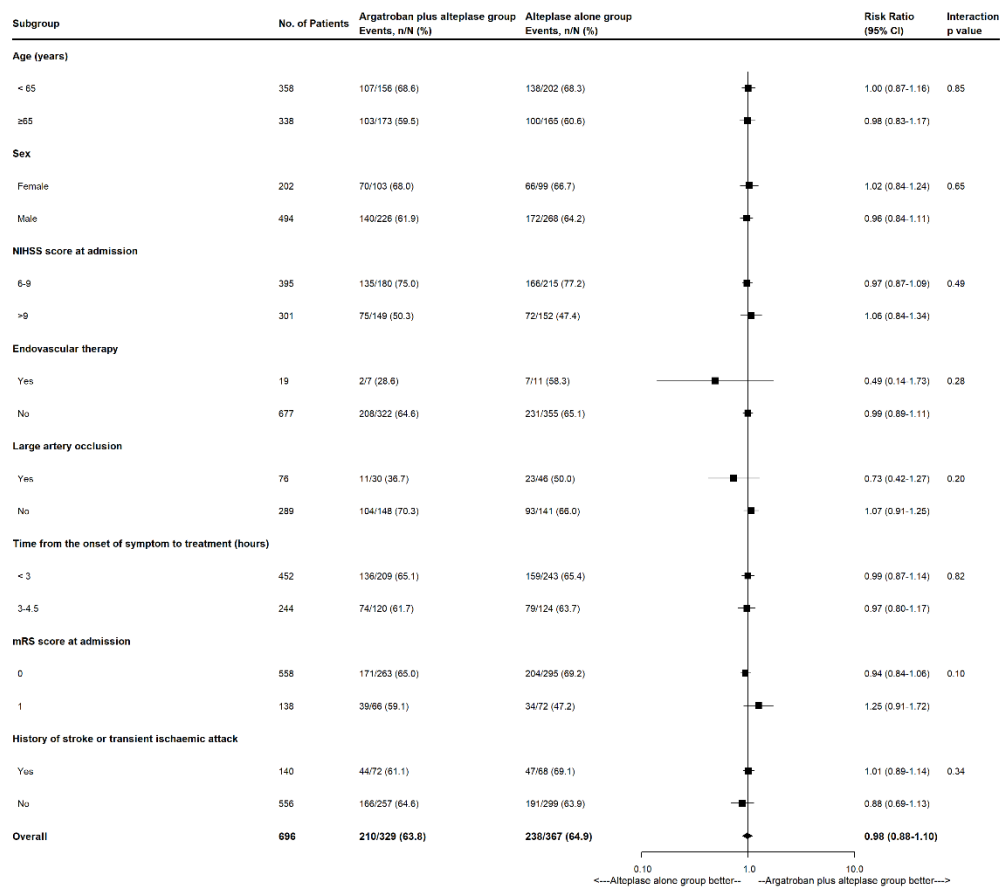 Subgroup No. of Patients Argatroban plus alteplase group Events, n/N (%) Alteplase alone group Events, n/N (%) Risk Ratio (95% CI) Interaction p value
Age (years)
< 65 358 107/156 (68.6) 138/202 (68.3) 1.00 (0.87-1.16) 0.85
≥65 338 103/173 (59.5) 100/165 (60.6) 0.98 (0.83-1.17)
Sex
Female 202 70/103 (68.0) 66/99 (66.7) 1.02 (0.84-1.24) 0.65
Male 494 140/226 (61.9) 172/268 (64.2) 0.96 (0.84-1.11)
NIHSS score at admission
6-9 395 135/180 (75.0) 166/215 (77.2) 0.97 (0.87-1.09) 0.49
>9 301 75/149 (50.3) 72/152 (47.4) 1.06 (0.84-1.34)
Endovascular therapy
Yes 19 2/7 (28.6) 7/11 (58.3) 0.49 (0.14-1.73) 0.28
No 677 208/322 (64.6) 231/355 (65.1) 0.99 (0.89-1.11)
Large artery occlusion
Yes 76 11/30 (36.7) 23/46 (50.0) 0.73 (0.42-1.27) 0.20
No 289 104/148 (70.3) 93/141 (66.0) 1.07 (0.91-1.25)
Time from the onset of symptom to treatment (hours)
< 3 452 136/209 (65.1) 159/243 (65.4) 0.99 (0.87-1.14) 0.82
3-4.5 244 74/120 (61.7) 79/124 (63.7) 0.97 (0.80-1.17)
mRS score at admission
0 558 171/263 (65.0) 204/295 (69.2) 0.94 (0.84-1.06) 0.10
1 138 39/66 (59.1) 34/72 (47.2) 1.25 (0.91-1.72)
History of stroke or transient ischaemic attack
Yes 140 44/72 (61.1) 47/68 (69.1) 1.01 (0.89-1.14) 0.34
No 556 166/257 (64.6) 191/299 (63.9) 0.88 (0.69-1.13)
Overall 696 210/329 (63.8) 238/367 (64.9) 0.98 (0.88-1.10)
0.10 1.0 10.0
<---Alteplase alone group better-- --Argatroban plus alteplase better--->